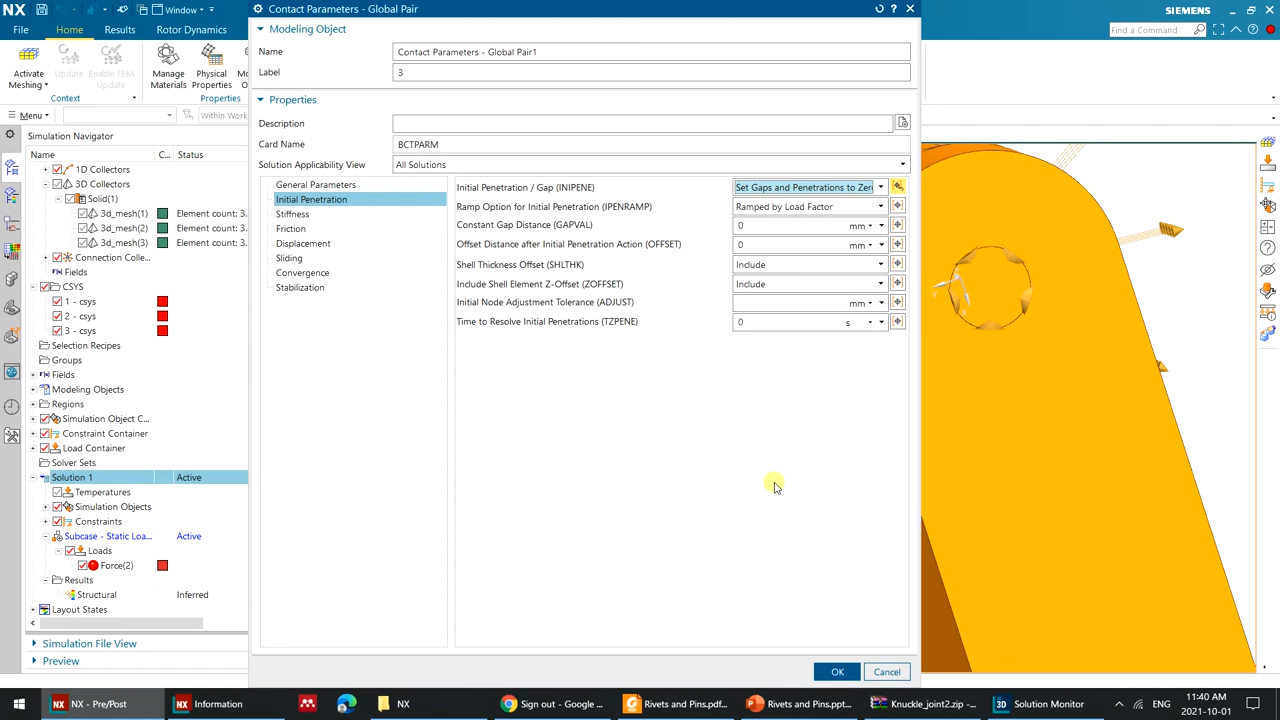 NX
Window
Contact Parameters - Global Pair
SIEMENS
File
Home
Results
Rotor Dynamics
Find a Command
Modeling Object
Name
Contact Parameters - Global Pair1
Label
3
Activate
Meshing
Update
Enable FEM
Update
Manage
Materials
Physical
Properties
Context
Properties
Menu
Within Work
Properties
Description
Card Name
BCTPARM
Solution Applicability View
All Solutions
Simulation Navigator
Name
C...
Status
1D Collectors
3D Collectors
Solid(1)
3d_mesh(1)
Element count: 3.
3d_mesh(2)
Element count: 3.
3d_mesh(3)
Element count: 3.
Connection Colle...
Fields
CSYS
1 - csys
2 - csys
3 - csys
Selection Recipes
Groups
Fields
Modeling Objects
Regions
Simulation Object C...
Constraint Container
Load Container
Solver Sets
Solution 1
Active
Temperatures
Simulation Objects
Constraints
Subcase - Static Loa...
Active
Loads
Force(2)
Results
Structural
Inferred
Layout States
Simulation File View
Preview
General Parameters
Initial Penetration
Stiffness
Friction
Displacement
Sliding
Convergence
Stabilization
Initial Penetration / Gap (INIPENE)
Set Gaps and Penetrations to Zero
Ramp Option for Initial Penetration (IPENRAMP)
Ramped by Load Factor
Constant Gap Distance (GAPVAL)
0
mm
Offset Distance after Initial Penetration Action (OFFSET)
0
mm
Shell Thickness Offset (SHLTHK)
Include
Include Shell Element Z-Offset (ZOFFSET)
Include
Initial Node Adjustment Tolerance (ADJUST)
mm
Time to Resolve Initial Penetrations (TZPENE)
0
s
OK
Cancel
NX - Pre/Post
Information
NX
Sign out - Google ...
Rivets and Pins.pdf...
Rivets and Pins.ppt...
Knuckle_joint2.zip -...
Solution Monitor
ENG
11:40 AM
2021-10-01